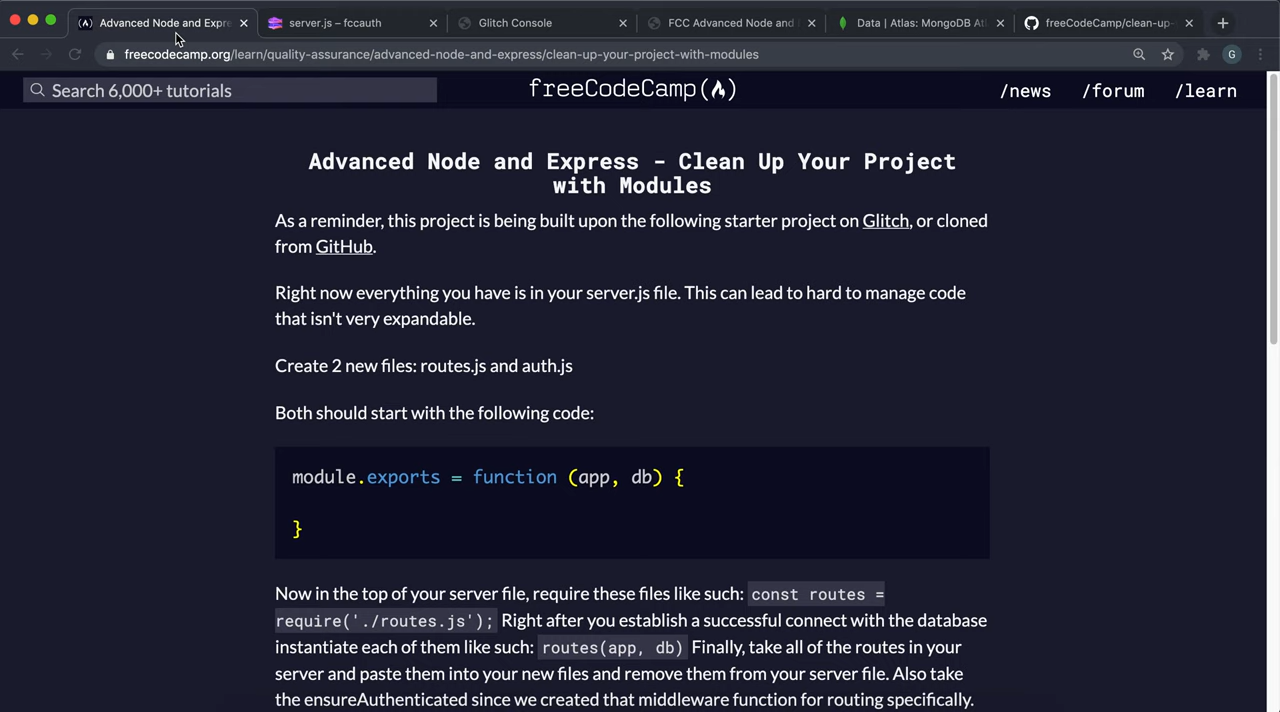 Advanced Node and Expre
server.js – fccauth
Glitch Console
FCC Advanced Node and
Data | Atlas: MongoDB Atl
freeCodeCamp/clean-up-
freecodecamp.org/learn/quality-assurance/advanced-node-and-express/clean-up-your-project-with-modules
G
Search 6,000+ tutorials
freeCodeCamp
/news
/forum
/learn
Advanced Node and Express - Clean Up Your Project
with Modules
As a reminder, this project is being built upon the following starter project on Glitch, or cloned
from GitHub.
Right now everything you have is in your server.js file. This can lead to hard to manage code
that isn't very expandable.
Create 2 new files: routes.js and auth.js
Both should start with the following code:
module.exports = function (app, db) {
}
Now in the top of your server file, require these files like such: const routes =
require('./routes.js'); Right after you establish a successful connect with the database
instantiate each of them like such: routes(app, db) Finally, take all of the routes in your
server and paste them into your new files and remove them from your server file. Also take
the ensureAuthenticated since we created that middleware function for routing specifically.